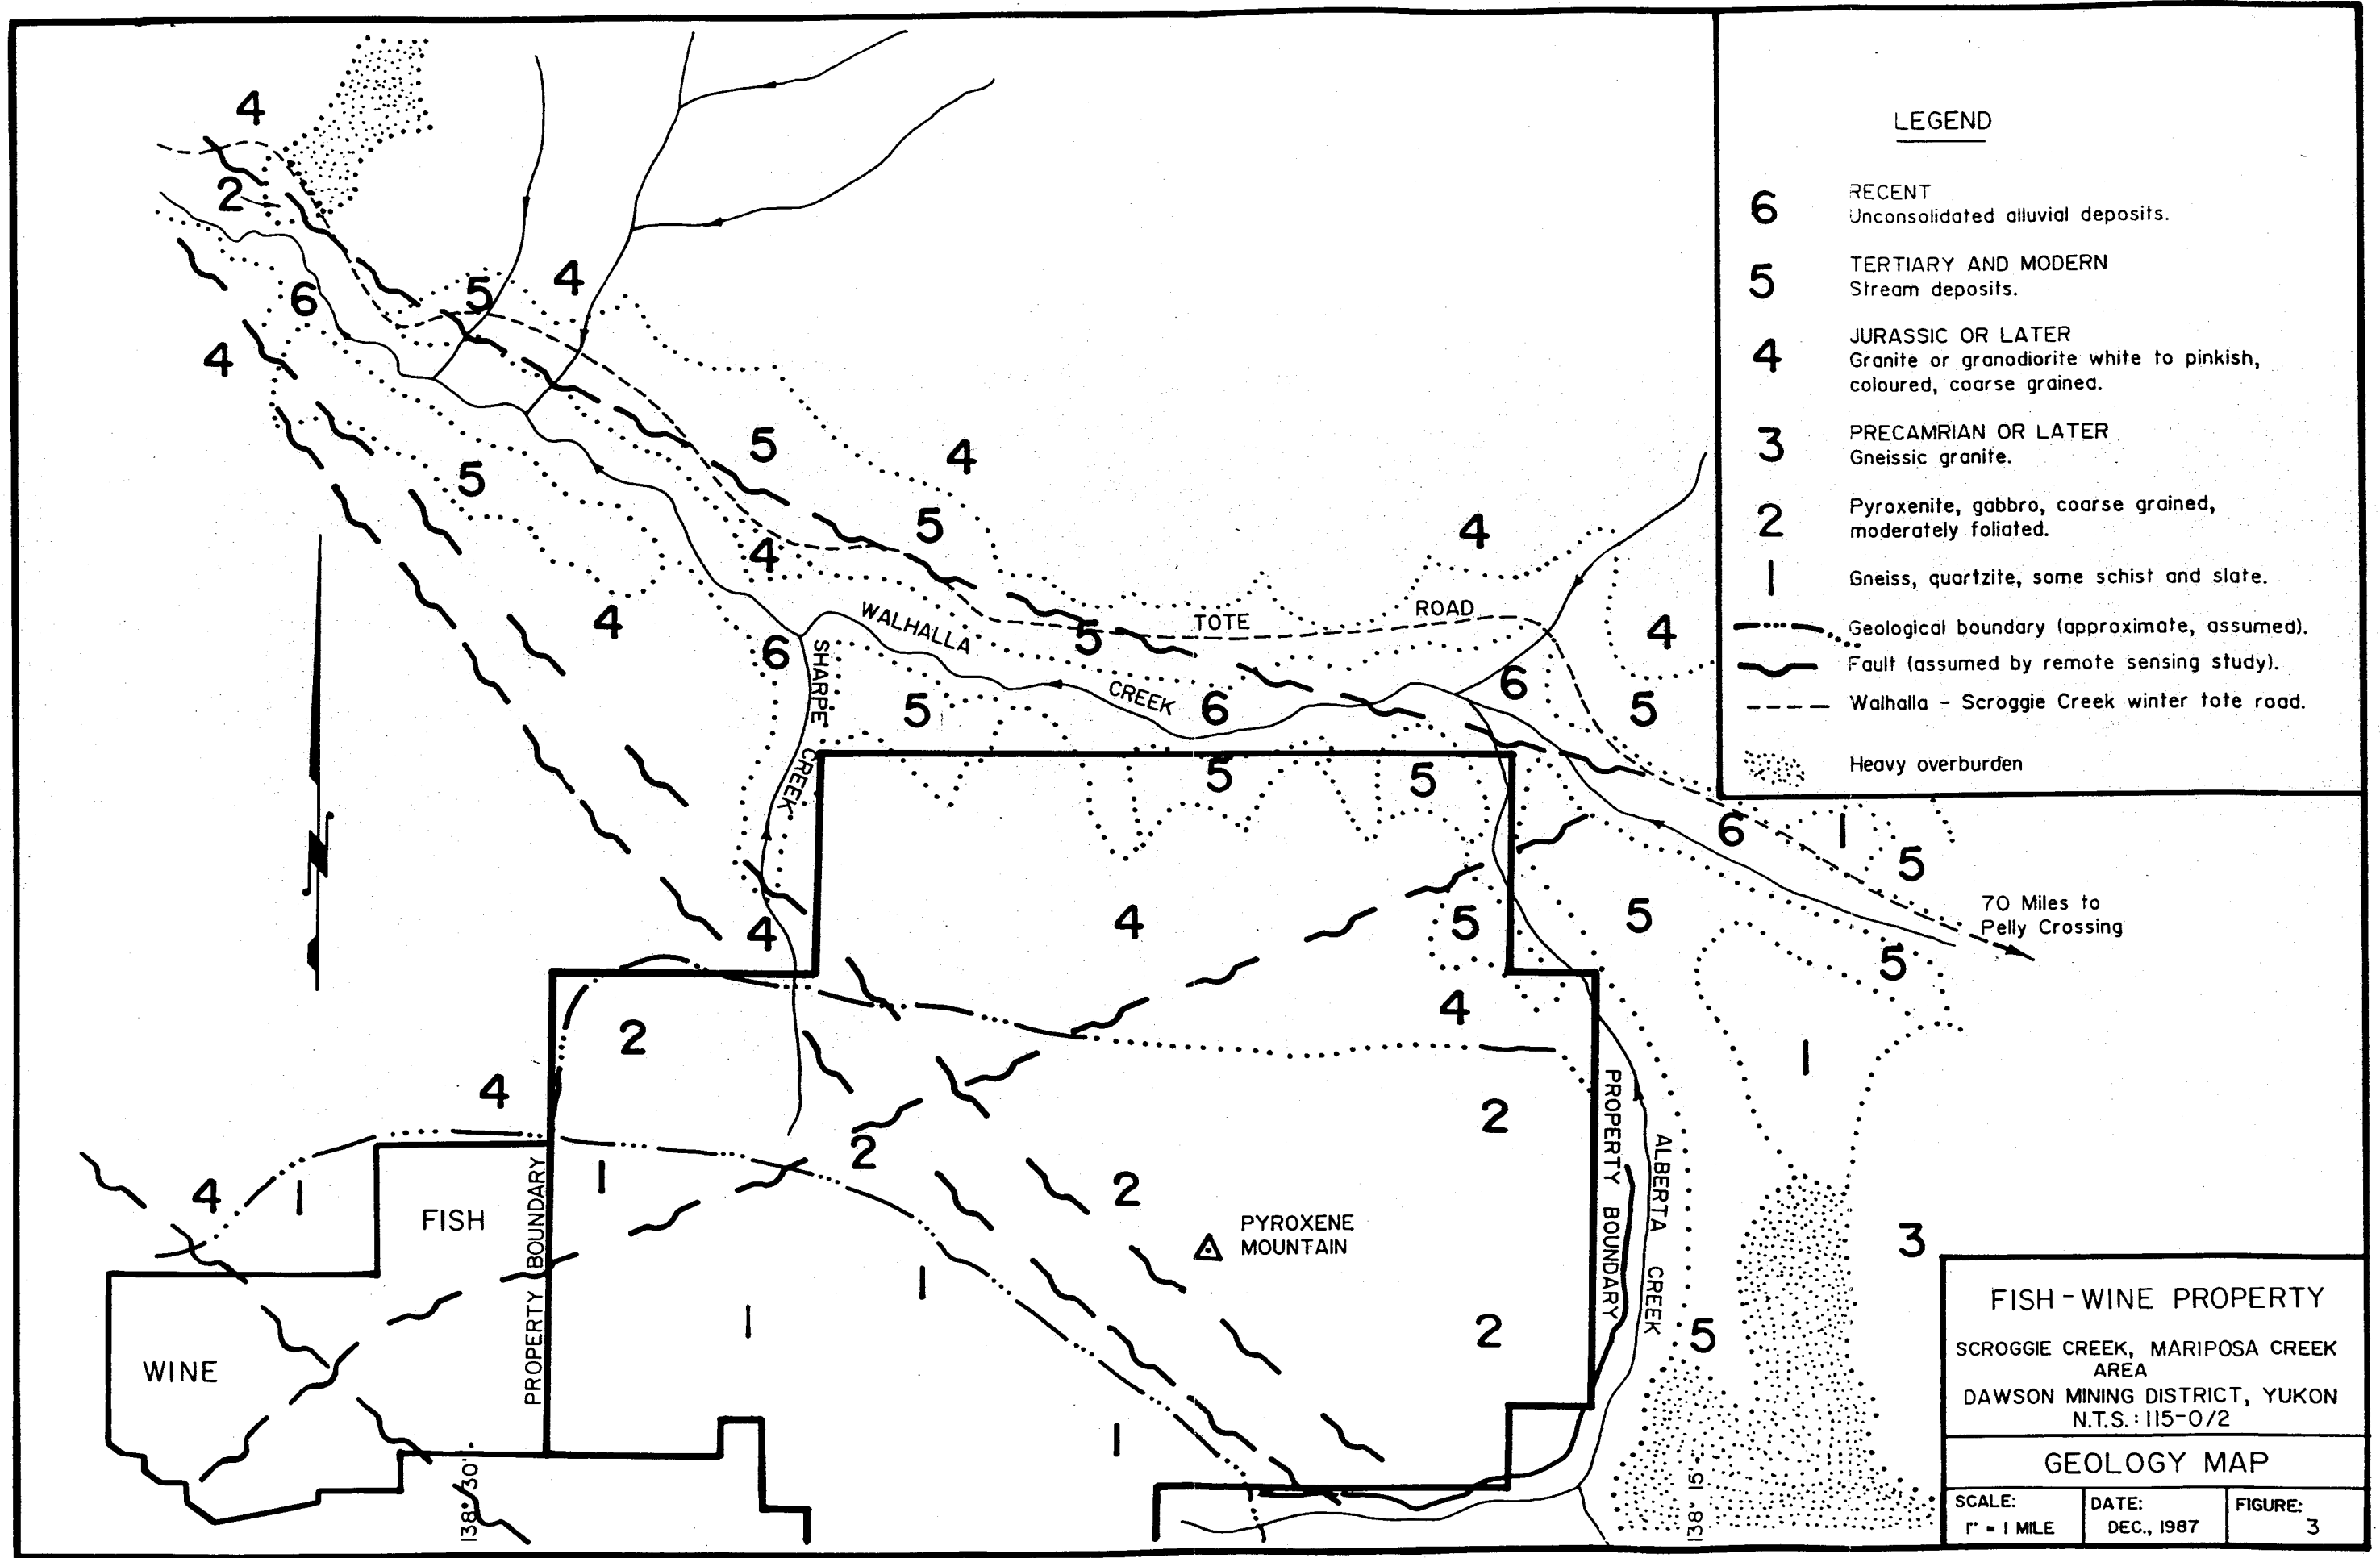 LEGEND
6 RECENT
Unconsolidated alluvial deposits.
5 TERTIARY AND MODERN
Stream deposits.
4 JURASSIC OR LATER
Granite or granodiorite white to pinkish,
coloured, coarse grained.
3 PRECAMRIAN OR LATER
Gneissic granite.
2 Pyroxenite, gabbro, coarse grained,
moderately foliated.
1 Gneiss, quartzite, some schist and slate.
Geological boundary (approximate, assumed).
Fault (assumed by remote sensing study).
Walhalla - Scroggie Creek winter tote road.
Heavy overburden
4
2
6
5
4
4
5
5
4
5
4
4
4
WALHALLA
TOTE
ROAD
4
6
SHARPE
5
CREEK
6
5
6
5
CREEK
5
5
6
1
5
4
4
5
5
70 Miles to
Pelly Crossing
5
2
4
1
4
2
2
PROPERTY BOUNDARY
ALBERTA CREEK
4
1
1
2
FISH
PROPERTY BOUNDARY
PYROXENE
MOUNTAIN
3
1
1
2
5
WINE
1
138° 30'
138° 15'
FISH-WINE PROPERTY
SCROGGIE CREEK, MARIPOSA CREEK
AREA
DAWSON MINING DISTRICT, YUKON
N.T.S.: 115-0/2
GEOLOGY MAP
SCALE:
1" = 1 MILE
DATE:
DEC., 1987
FIGURE:
3